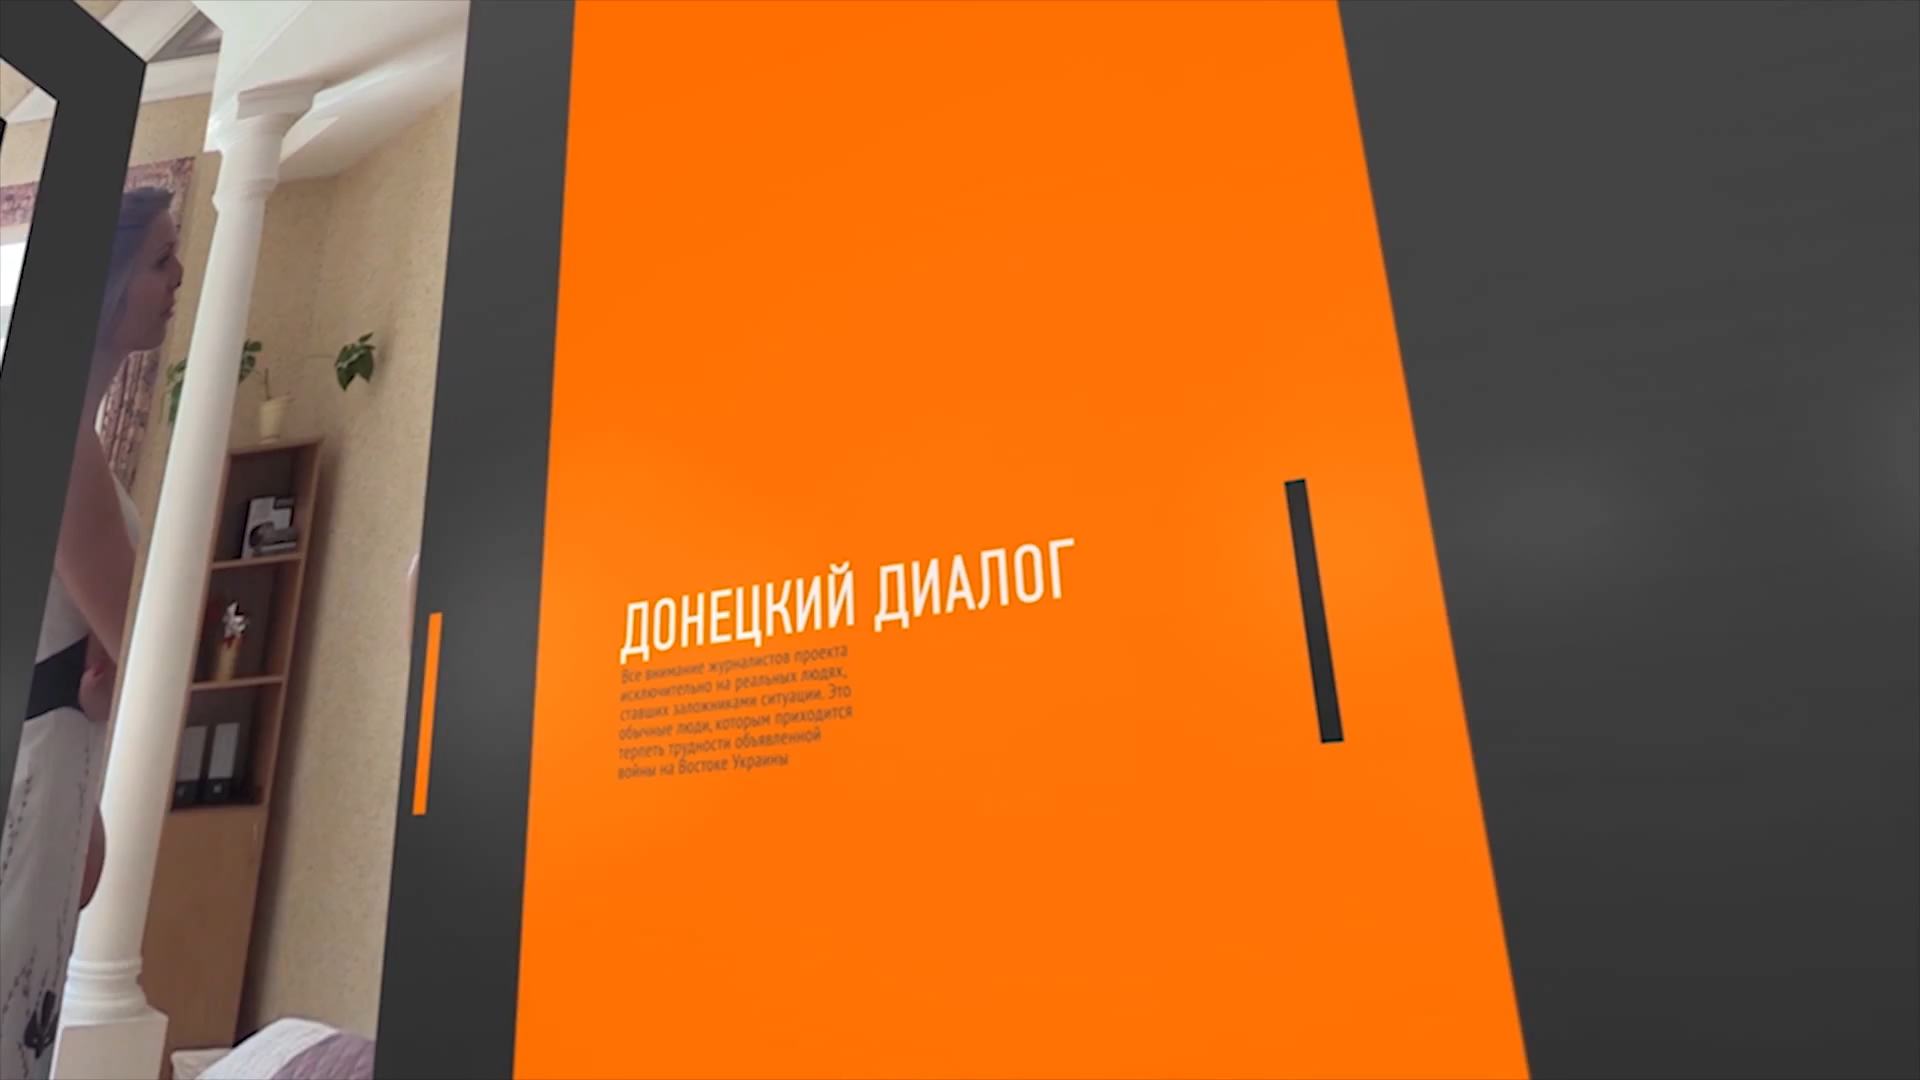 ДОНЕЦКИЙ ДИАЛОГ
Все внимание журналистов проекта
исключительно на реальных людях,
ставших заложниками ситуации. Это
обычные люди, которым приходится
терпеть трудности объявленной
войны на Востоке Украины